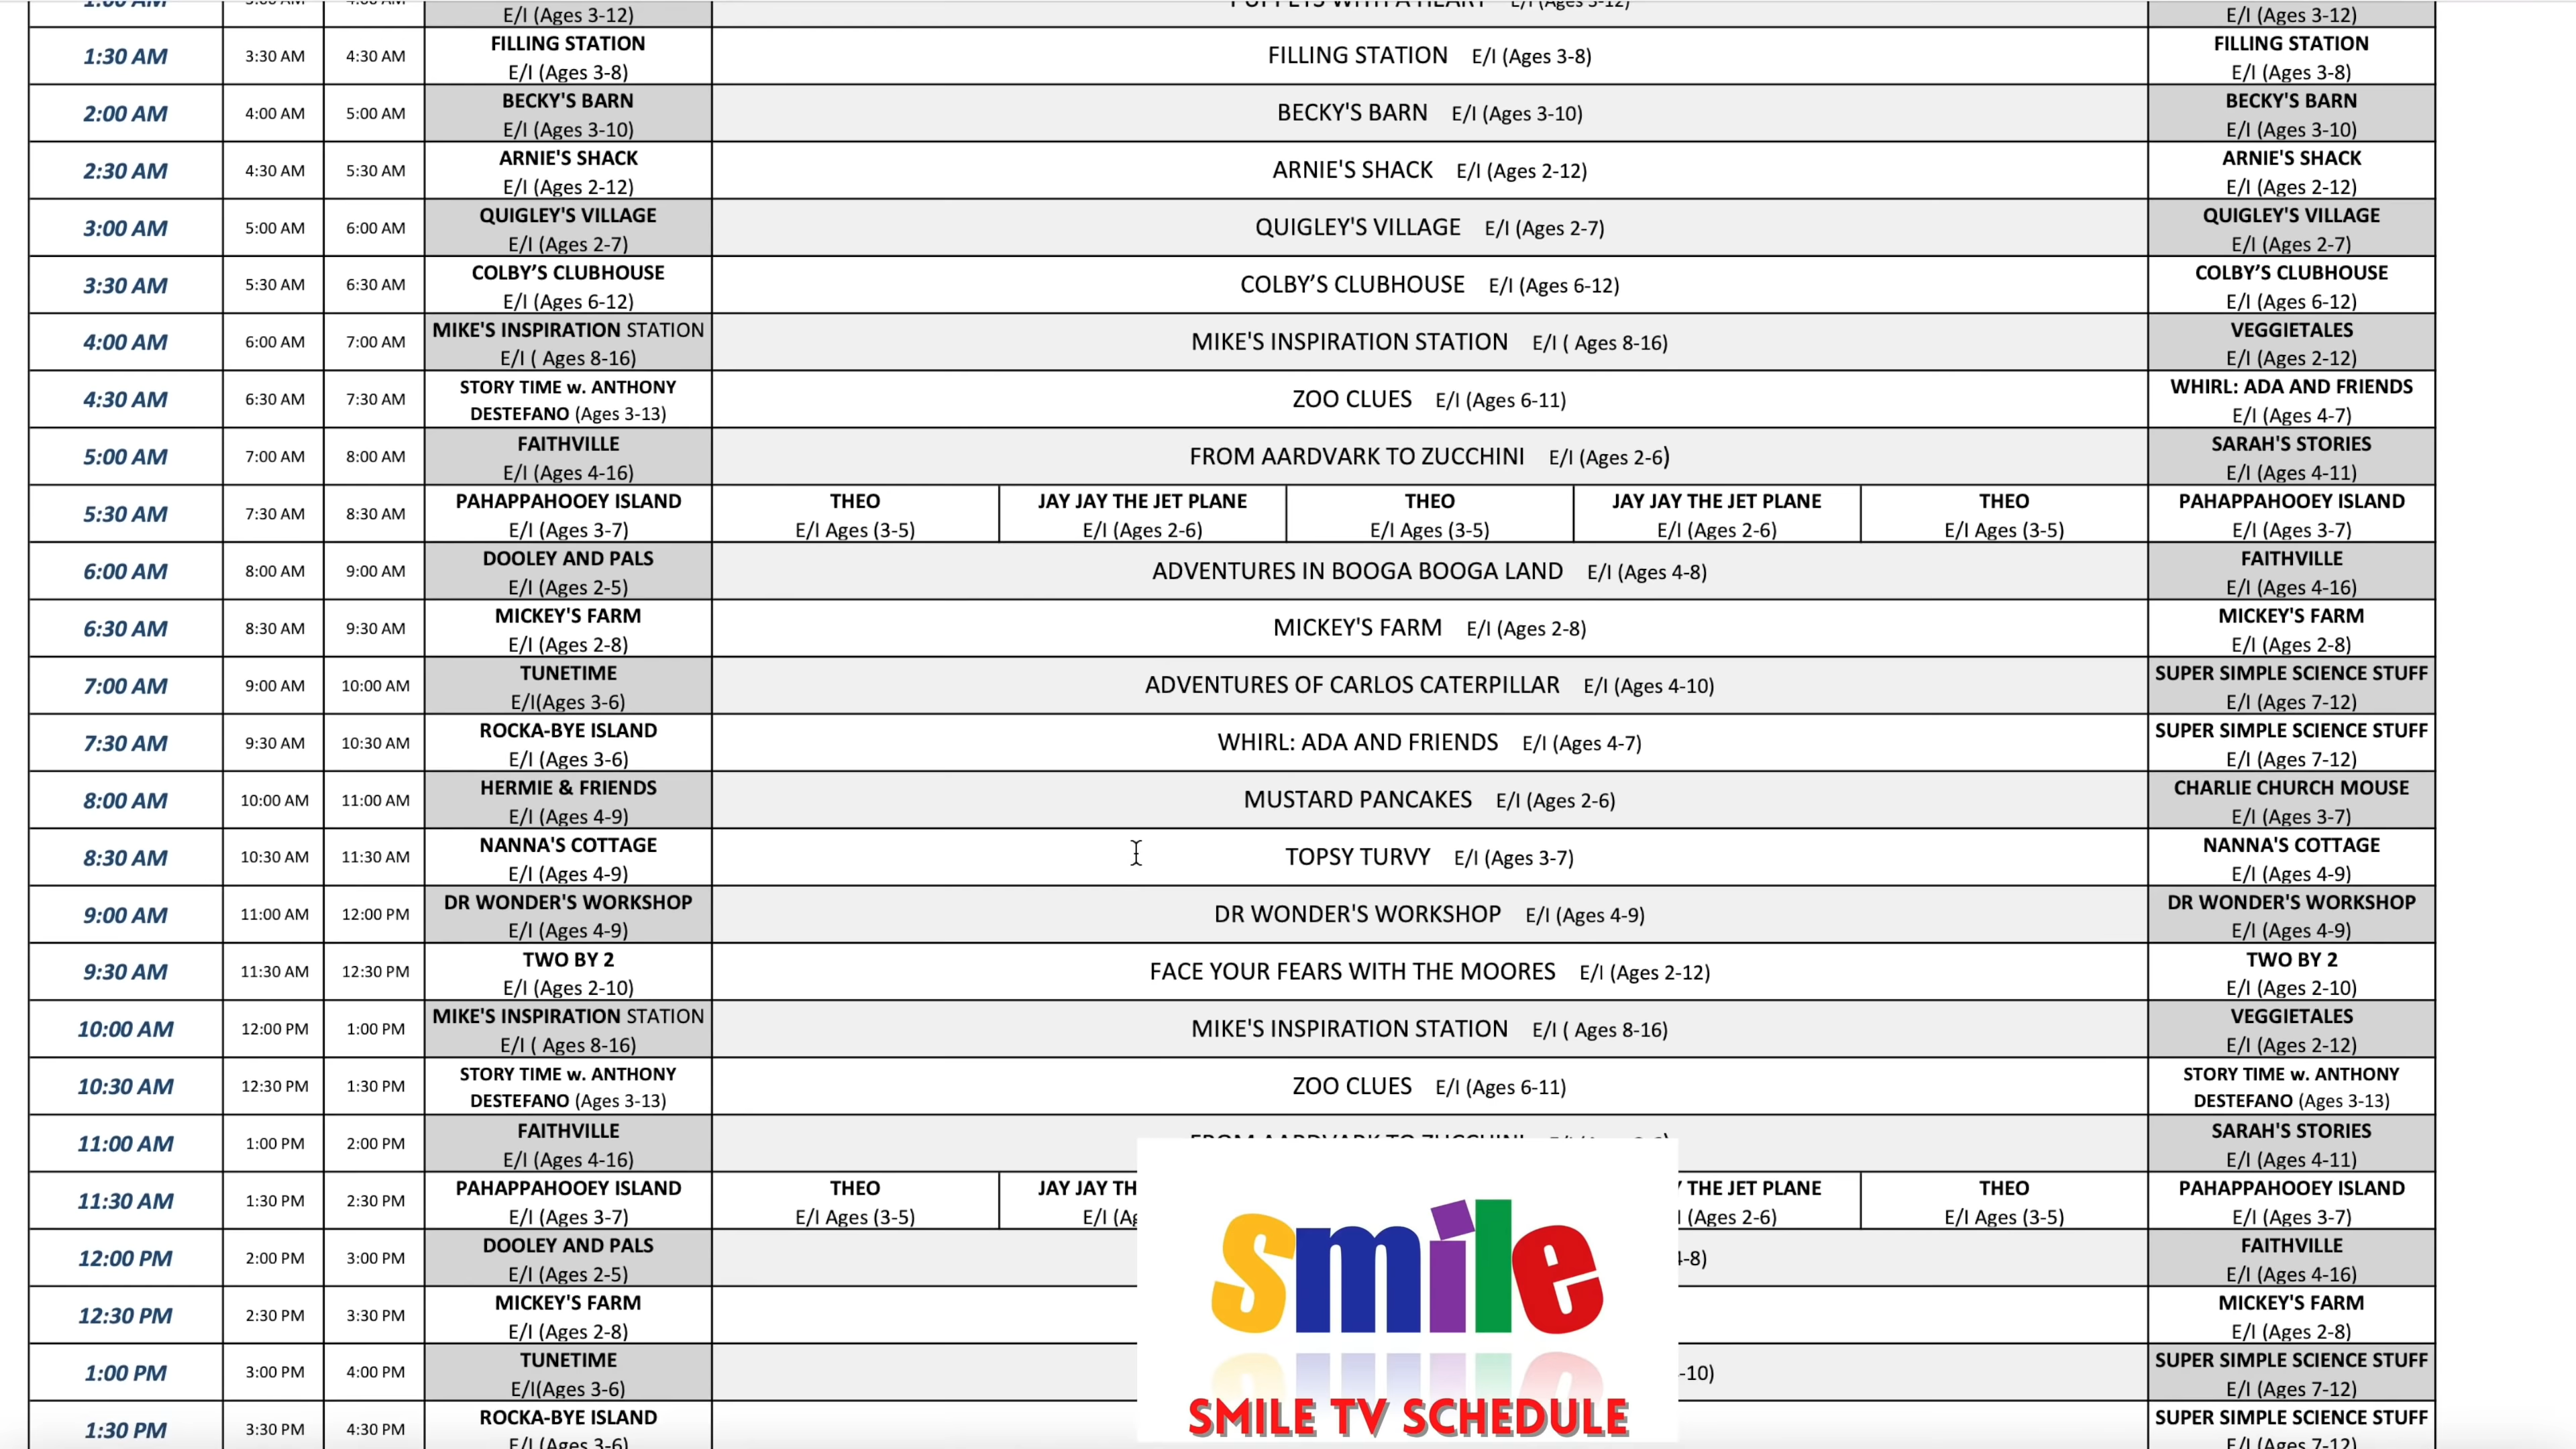 E/I (Ages 3-12) E/I (Ages 3-12)
1:30 AM 3:30 AM 4:30 AM FILLING STATION E/I (Ages 3-8) FILLING STATION E/I (Ages 3-8) FILLING STATION E/I (Ages 3-8)
2:00 AM 4:00 AM 5:00 AM BECKY'S BARN E/I (Ages 3-10) BECKY'S BARN E/I (Ages 3-10) BECKY'S BARN E/I (Ages 3-10)
2:30 AM 4:30 AM 5:30 AM ARNIE'S SHACK E/I (Ages 2-12) ARNIE'S SHACK E/I (Ages 2-12) ARNIE'S SHACK E/I (Ages 2-12)
3:00 AM 5:00 AM 6:00 AM QUIGLEY'S VILLAGE E/I (Ages 2-7) QUIGLEY'S VILLAGE E/I (Ages 2-7) QUIGLEY'S VILLAGE E/I (Ages 2-7)
3:30 AM 5:30 AM 6:30 AM COLBY’S CLUBHOUSE E/I (Ages 6-12) COLBY’S CLUBHOUSE E/I (Ages 6-12) COLBY’S CLUBHOUSE E/I (Ages 6-12)
4:00 AM 6:00 AM 7:00 AM MIKE'S INSPIRATION STATION E/I ( Ages 8-16) MIKE'S INSPIRATION STATION E/I ( Ages 8-16) VEGGIETALES E/I (Ages 2-12)
4:30 AM 6:30 AM 7:30 AM STORY TIME w. ANTHONY DESTEFANO (Ages 3-13) ZOO CLUES E/I (Ages 6-11) WHIRL: ADA AND FRIENDS E/I (Ages 4-7)
5:00 AM 7:00 AM 8:00 AM FAITHVILLE E/I (Ages 4-16) FROM AARDVARK TO ZUCCHINI E/I (Ages 2-6) SARAH'S STORIES E/I (Ages 4-11)
5:30 AM 7:30 AM 8:30 AM PAHAPPAHOOEY ISLAND E/I (Ages 3-7) THEO E/I Ages (3-5) JAY JAY THE JET PLANE E/I (Ages 2-6) THEO E/I Ages (3-5) JAY JAY THE JET PLANE E/I (Ages 2-6) THEO E/I Ages (3-5) PAHAPPAHOOEY ISLAND E/I (Ages 3-7)
6:00 AM 8:00 AM 9:00 AM DOOLEY AND PALS E/I (Ages 2-5) ADVENTURES IN BOOGA BOOGA LAND E/I (Ages 4-8) FAITHVILLE E/I (Ages 4-16)
6:30 AM 8:30 AM 9:30 AM MICKEY'S FARM E/I (Ages 2-8) MICKEY'S FARM E/I (Ages 2-8) MICKEY'S FARM E/I (Ages 2-8)
7:00 AM 9:00 AM 10:00 AM TUNETIME E/I(Ages 3-6) ADVENTURES OF CARLOS CATERPILLAR E/I (Ages 4-10) SUPER SIMPLE SCIENCE STUFF E/I (Ages 7-12)
7:30 AM 9:30 AM 10:30 AM ROCKA-BYE ISLAND E/I (Ages 3-6) WHIRL: ADA AND FRIENDS E/I (Ages 4-7) SUPER SIMPLE SCIENCE STUFF E/I (Ages 7-12)
8:00 AM 10:00 AM 11:00 AM HERMIE & FRIENDS E/I (Ages 4-9) MUSTARD PANCAKES E/I (Ages 2-6) CHARLIE CHURCH MOUSE E/I (Ages 3-7)
8:30 AM 10:30 AM 11:30 AM NANNA'S COTTAGE E/I (Ages 4-9) TOPSY TURVY E/I (Ages 3-7) NANNA'S COTTAGE E/I (Ages 4-9)
9:00 AM 11:00 AM 12:00 PM DR WONDER'S WORKSHOP E/I (Ages 4-9) DR WONDER'S WORKSHOP E/I (Ages 4-9) DR WONDER'S WORKSHOP E/I (Ages 4-9)
9:30 AM 11:30 AM 12:30 PM TWO BY 2 E/I (Ages 2-10) FACE YOUR FEARS WITH THE MOORES E/I (Ages 2-12) TWO BY 2 E/I (Ages 2-10)
10:00 AM 12:00 PM 1:00 PM MIKE'S INSPIRATION STATION E/I ( Ages 8-16) MIKE'S INSPIRATION STATION E/I ( Ages 8-16) VEGGIETALES E/I (Ages 2-12)
10:30 AM 12:30 PM 1:30 PM STORY TIME w. ANTHONY DESTEFANO (Ages 3-13) ZOO CLUES E/I (Ages 6-11) STORY TIME w. ANTHONY DESTEFANO (Ages 3-13)
11:00 AM 1:00 PM 2:00 PM FAITHVILLE E/I (Ages 4-16) SARAH'S STORIES E/I (Ages 4-11)
11:30 AM 1:30 PM 2:30 PM PAHAPPAHOOEY ISLAND E/I (Ages 3-7) THEO E/I Ages (3-5) JAY JAY TH E/I (Ag THE JET PLANE (Ages 2-6) THEO E/I Ages (3-5) PAHAPPAHOOEY ISLAND E/I (Ages 3-7)
12:00 PM 2:00 PM 3:00 PM DOOLEY AND PALS E/I (Ages 2-5) -8) FAITHVILLE E/I (Ages 4-16)
12:30 PM 2:30 PM 3:30 PM MICKEY'S FARM E/I (Ages 2-8) MICKEY'S FARM E/I (Ages 2-8)
1:00 PM 3:00 PM 4:00 PM TUNETIME E/I(Ages 3-6) -10) SUPER SIMPLE SCIENCE STUFF E/I (Ages 7-12)
1:30 PM 3:30 PM 4:30 PM ROCKA-BYE ISLAND SUPER SIMPLE SCIENCE STUFF
smile
SMILE TV SCHEDULE